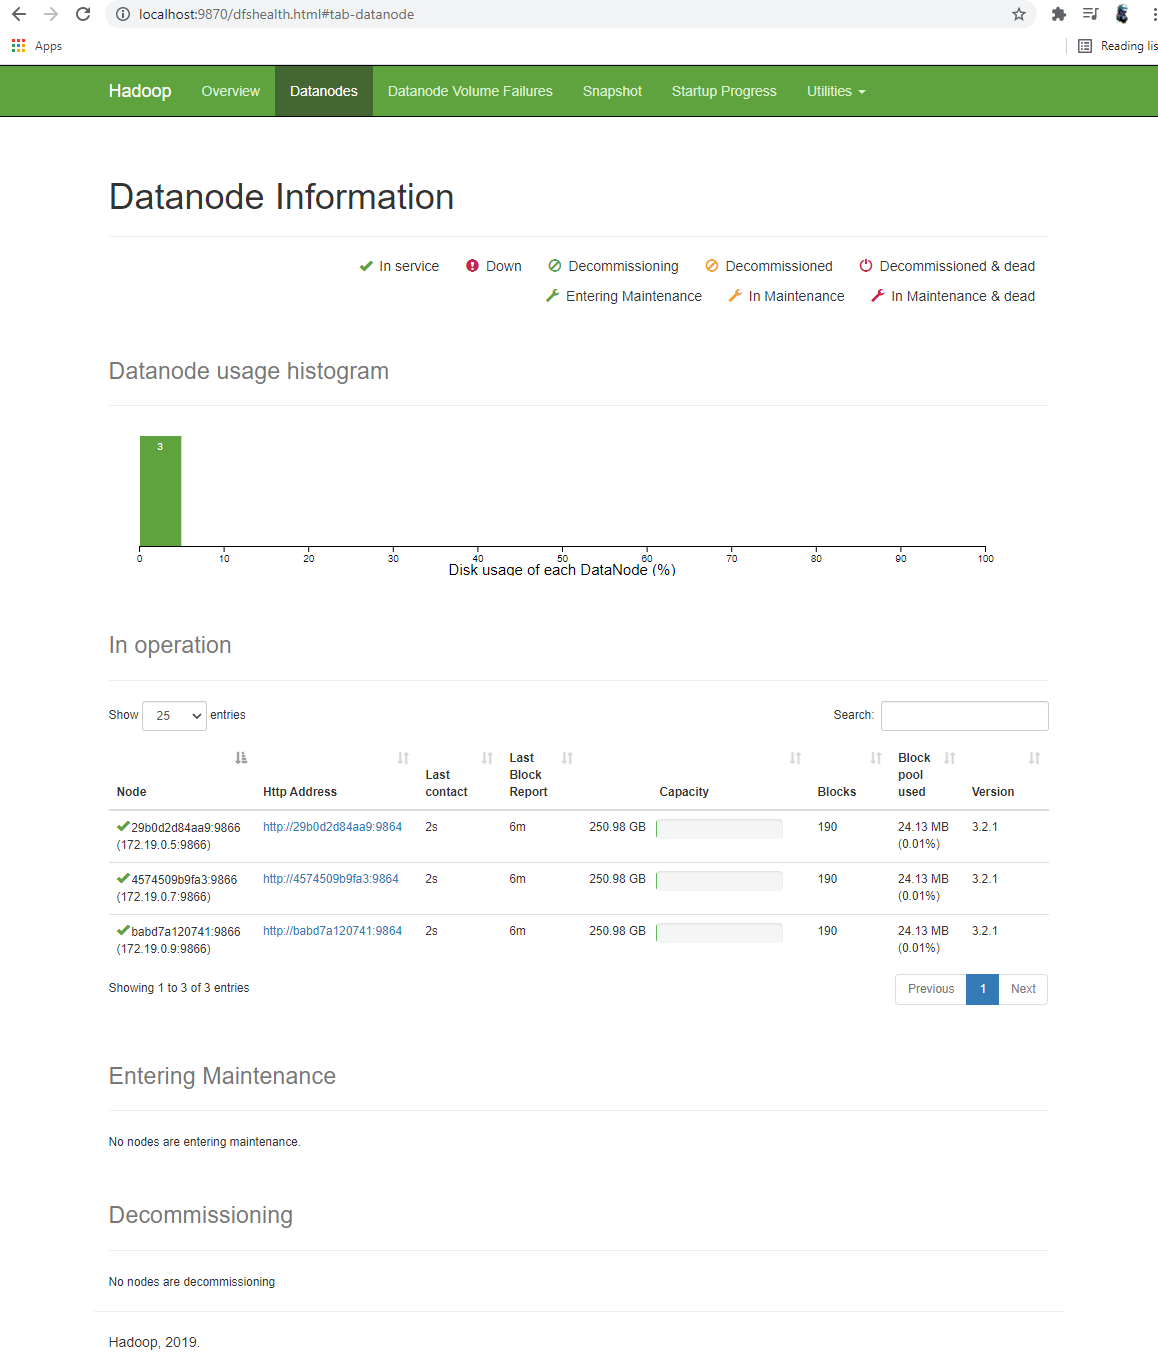 localhost:9870/dfshealth.html#tab-datanode
Apps
Reading lis
Hadoop Overview Datanodes Datanode Volume Failures Snapshot Startup Progress Utilities
Datanode Information
In service Down Decommissioning Decommissioned Decommissioned & dead
Entering Maintenance In Maintenance In Maintenance & dead
Datanode usage histogram
3
0 10 20 30 40 50 60 70 80 90 100
Disk usage of each DataNode (%)
In operation
Show 25 entries Search:
Node Http Address Last contact Last Block Report Capacity Blocks Block pool used Version
29b0d2d84aa9:9866 http://29b0d2d84aa9:9864 2s 6m 250.98 GB 190 24.13 MB 3.2.1
(172.19.0.5:9866) (0.01%)
4574509b9fa3:9866 http://4574509b9fa3:9864 2s 6m 250.98 GB 190 24.13 MB 3.2.1
(172.19.0.7:9866) (0.01%)
babd7a120741:9866 http://babd7a120741:9864 2s 6m 250.98 GB 190 24.13 MB 3.2.1
(172.19.0.9:9866) (0.01%)
Showing 1 to 3 of 3 entries Previous 1 Next
Entering Maintenance
No nodes are entering maintenance.
Decommissioning
No nodes are decommissioning
Hadoop, 2019.